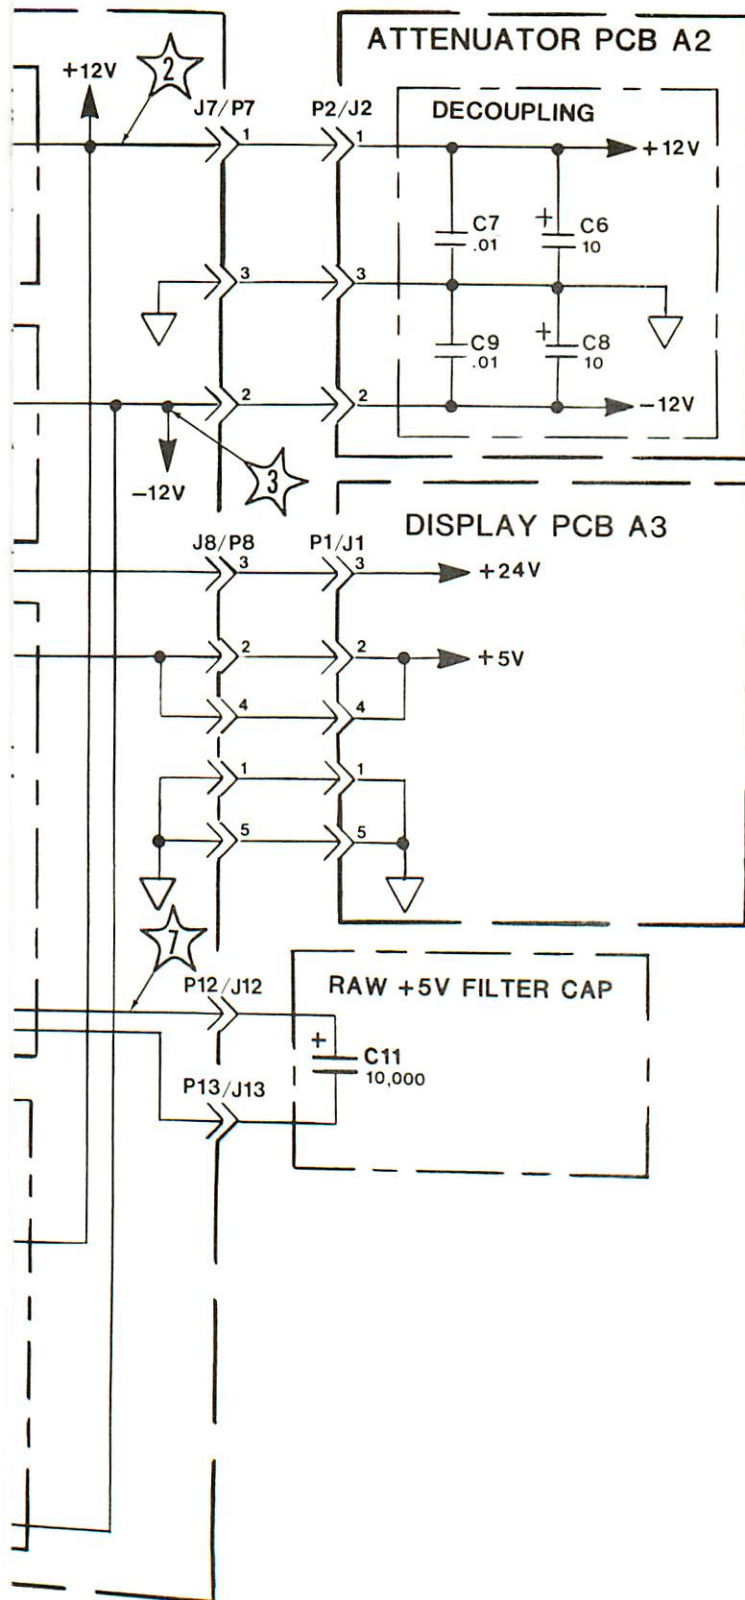 ATTENUATOR PCB A2
+12V
2
J7/P7
P2/J2
DECOUPLING
1
1
+12V
C7
.01
+
C6
10
3
3
C9
.01
+
C8
10
2
2
-12V
-12V
3
DISPLAY PCB A3
J8/P8
P1/J1
3
3
+24V
2
2
+5V
4
4
1
1
5
5
7
P12/J12
RAW +5V FILTER CAP
+
C11
10,000
P13/J13